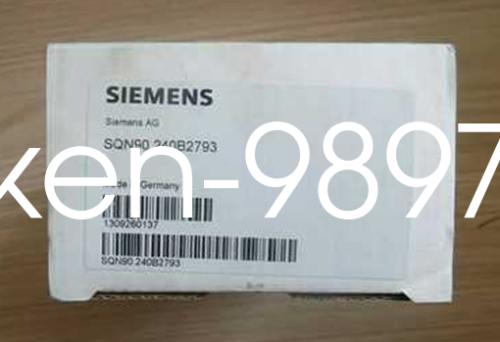 SIEMENS
Siemens AG
SQN90 240B2793
ken-9897
Made in Germany
1309260137
SQN90 240B2793